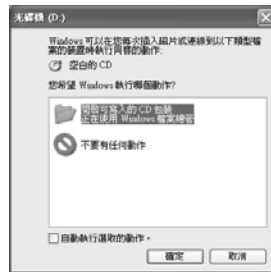 光碟機 (D:)
Windows 可以在您每次插入磁片或連線到以下類型檔
案的裝置時執行同樣的動作:
空白的 CD
您希望 Windows 執行哪個動作?
開啟可寫入的 CD 資料夾
正在使用 Windows 檔案總管
不要有任何動作
自動執行選取的動作。
確定
取消